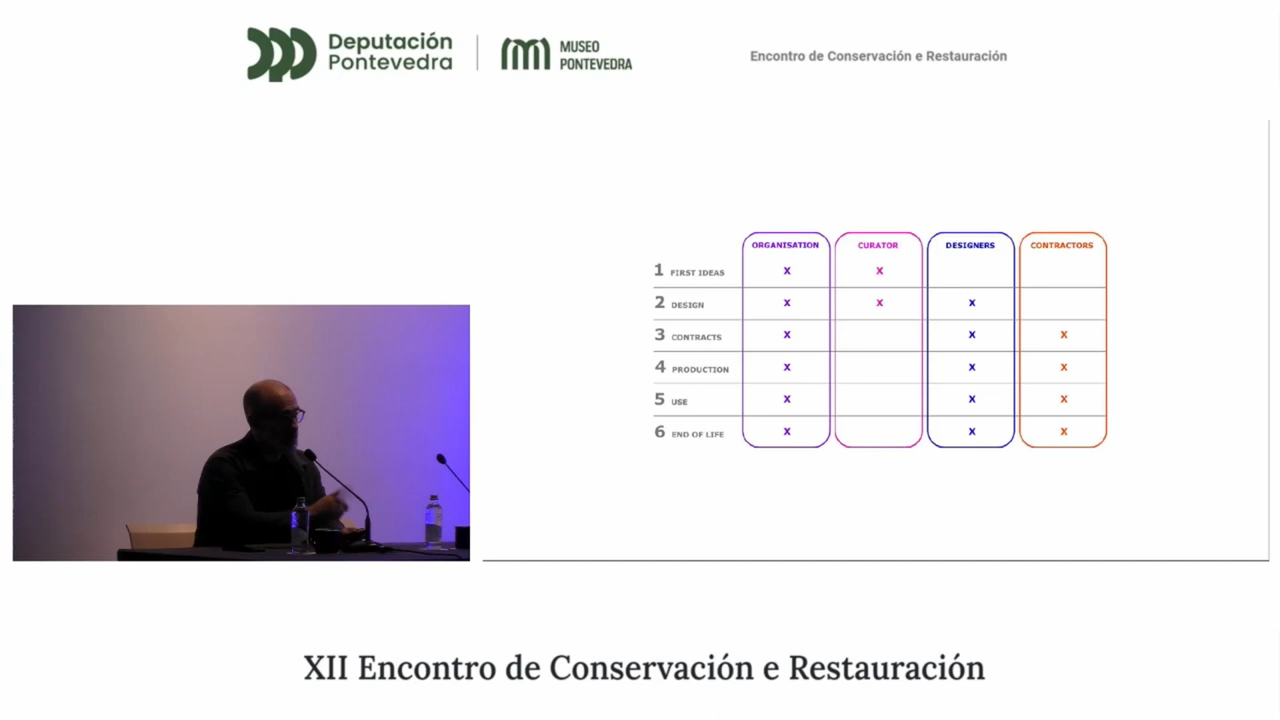 Deputación
Pontevedra
MUSEO
PONTEVEDRA
Encontro de Conservación e Restauración
ORGANISATION CURATOR DESIGNERS CONTRACTORS
1 FIRST IDEAS X X
2 DESIGN X X X
3 CONTRACTS X X X
4 PRODUCTION X X X
5 USE X X X
6 END OF LIFE X X X
XII Encontro de Conservación e Restauración